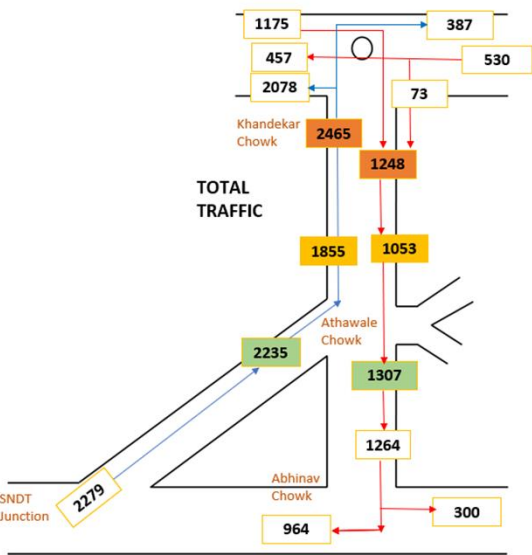 1175
387
457
530
2078
73
Khandekar
Chowk
2465
1248
TOTAL
TRAFFIC
1855
1053
Athawale
Chowk
2235
1307
1264
Abhinav
Chowk
SNDT
Junction
2279
300
964